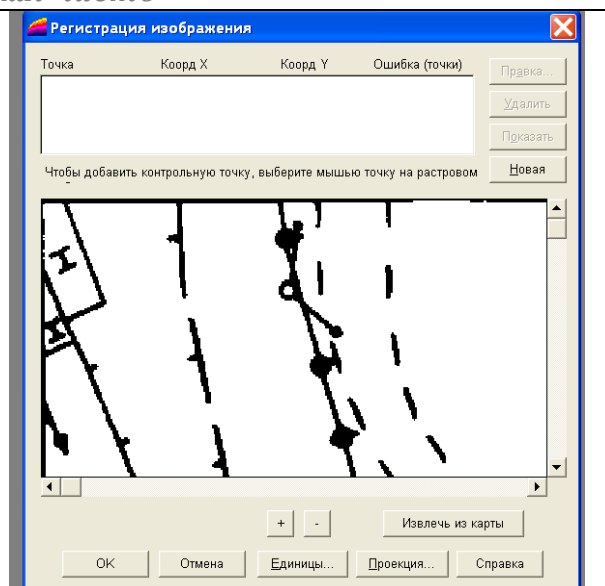 Регистрация изображения
Точка Коорд X Коорд Y Ошибка (точки)
Правка...
Удалить
Показать
Новая
Чтобы добавить контрольную точку, выберите мышью точку на растровом
Н
Н
+ -
Извлечь из карты
OK Отмена Единицы... Проекция... Справка